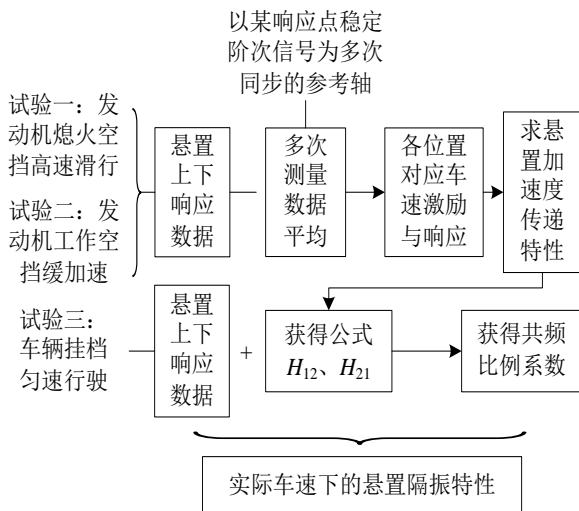 以某响应点稳定
阶次信号为多次
同步的参考轴
试验一：发
动机熄火空
挡高速滑行
试验二：发
动机工作空
挡缓加速
悬置
上下
响应
数据
多次
测量
数据
平均
各位置
对应车
速激励
与响应
求悬
置加
速度
传递
特性
试验三：
车辆挂档
匀速行驶
悬置
上下
响应
数据
+
获得公式
H12、H21
获得共频
比例系数
实际车速下的悬置隔振特性